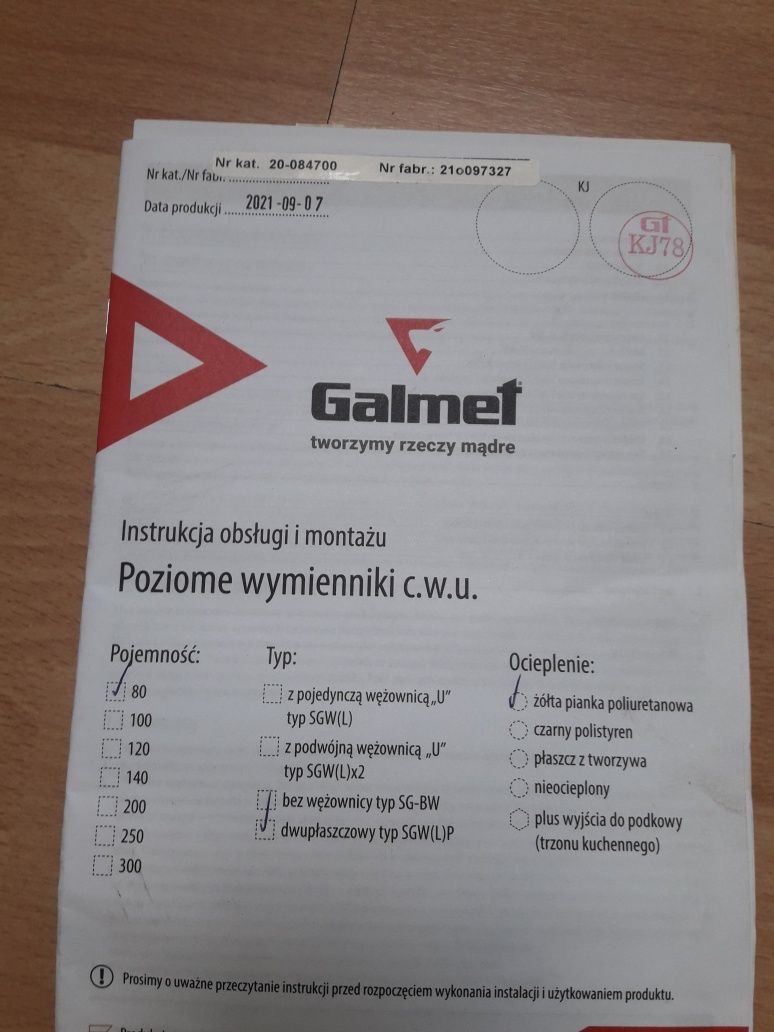 Nr kat. 20-084700 Nr fabr.: 21o097327
Nr kat./Nr fabr.
KJ
Data produkcji 2021-09-07
GT
KJ78
Galmet
tworzymy rzeczy mądre
Instrukcja obsługi i montażu
Poziome wymienniki c.w.u.
Pojemność:
80
100
120
140
200
250
300
Typ:
z pojedynczą wężownicą „U”
typ SGW(L)
z podwójną wężownicą „U”
typ SGW(L)x2
bez wężownicy typ SG-BW
dwupłaszczowy typ SGW(L)P
Ocieplenie:
żółta pianka poliuretanowa
czarny polistyren
płaszcz z tworzywa
nieocieplony
plus wyjścia do podkowy
(trzonu kuchennego)
! Prosimy o uważne przeczytanie instrukcji przed rozpoczęciem wykonania instalacji i użytkowaniem produktu.